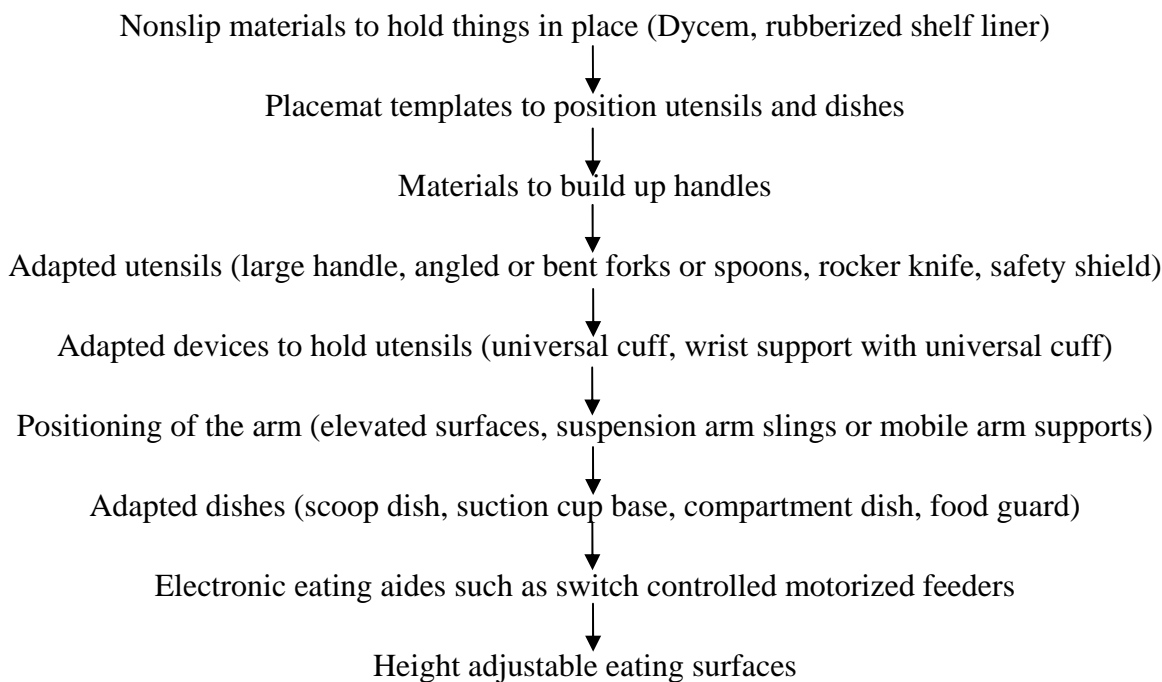 Nonslip materials to hold things in place (Dycem, rubberized shelf liner)
Placemat templates to position utensils and dishes
Materials to build up handles
Adapted utensils (large handle, angled or bent forks or spoons, rocker knife, safety shield)
Adapted devices to hold utensils (universal cuff, wrist support with universal cuff)
Positioning of the arm (elevated surfaces, suspension arm slings or mobile arm supports)
Adapted dishes (scoop dish, suction cup base, compartment dish, food guard)
Electronic eating aides such as switch controlled motorized feeders
Height adjustable eating surfaces